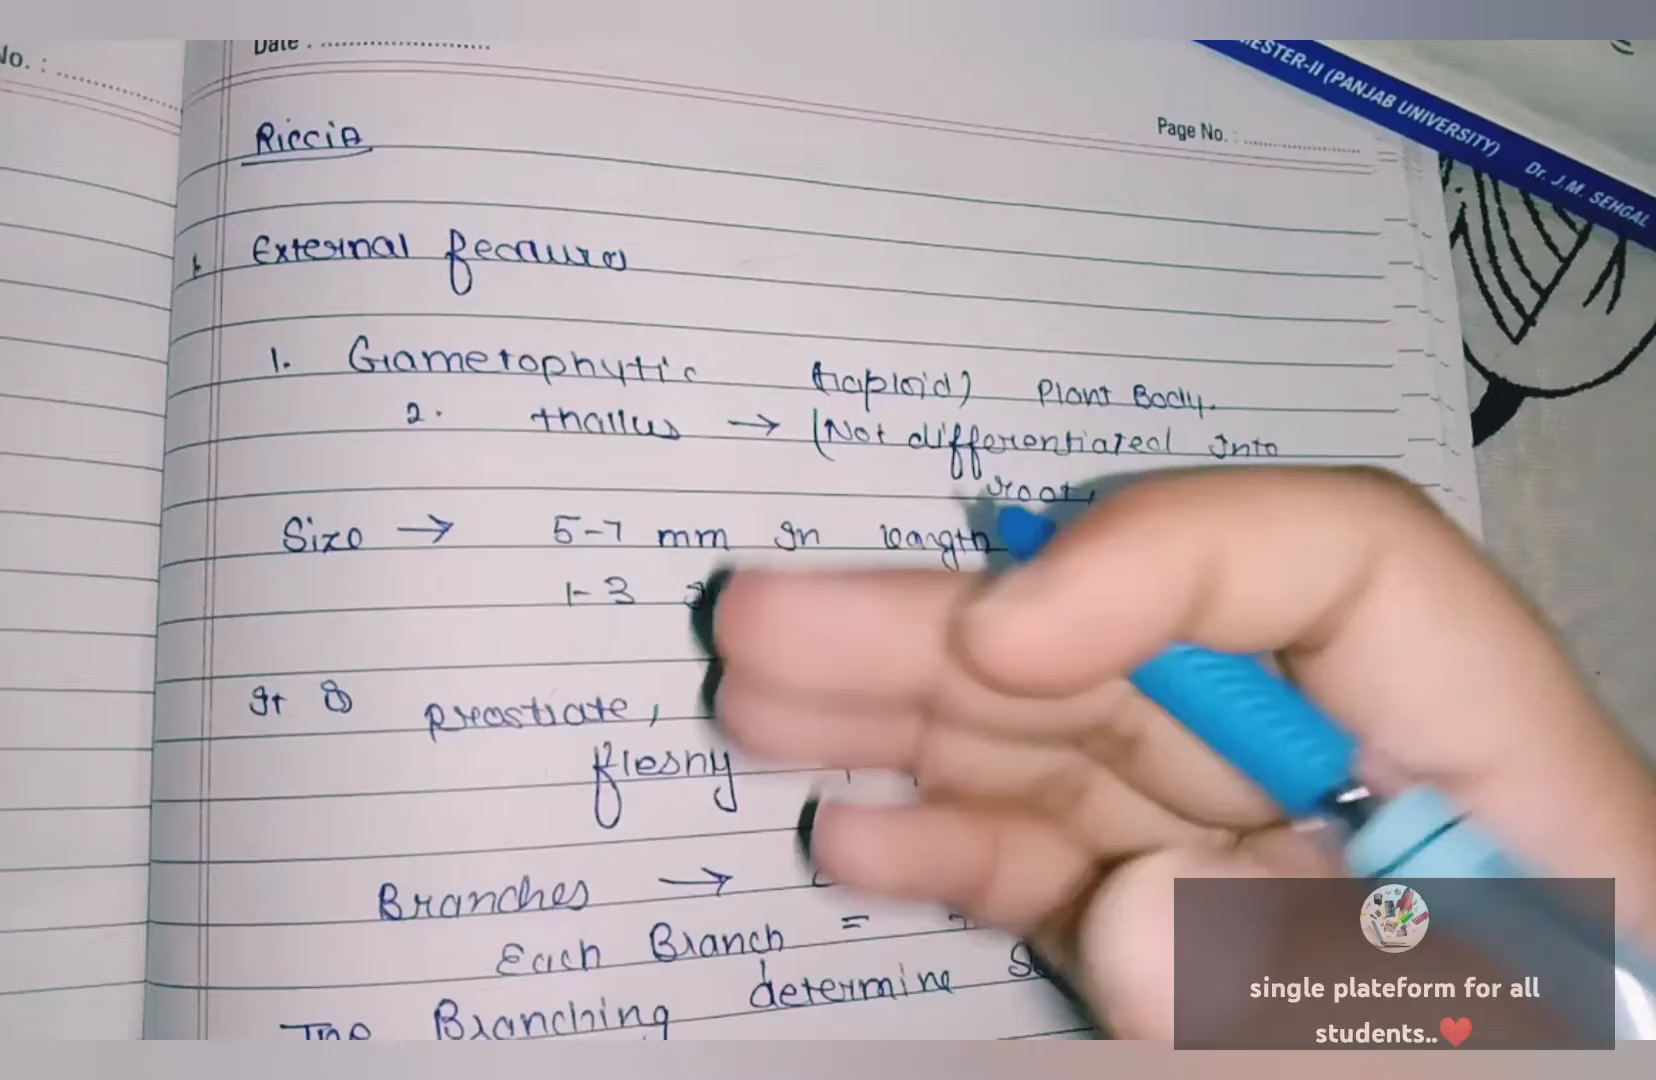 No. :
Date :
Page No. :
MESTER-II (PANJAB UNIVERSITY) Dr. J.M. SEHGAL
Riccia
External features
1. Gametophytic (haploid) Plant Body.
2. thallus → (Not differentiated into
root,
Size → 5-7 mm In length
1-3
It is prostrate,
fleshy
Branches →
Each Branch =
The Branching determine
single plateform for all
students..❤️